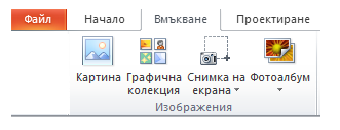 Файл Начало Вмъкване Проектиране
Картина Графична Снимка на Фотоалбум
колекция екрана
Изображения